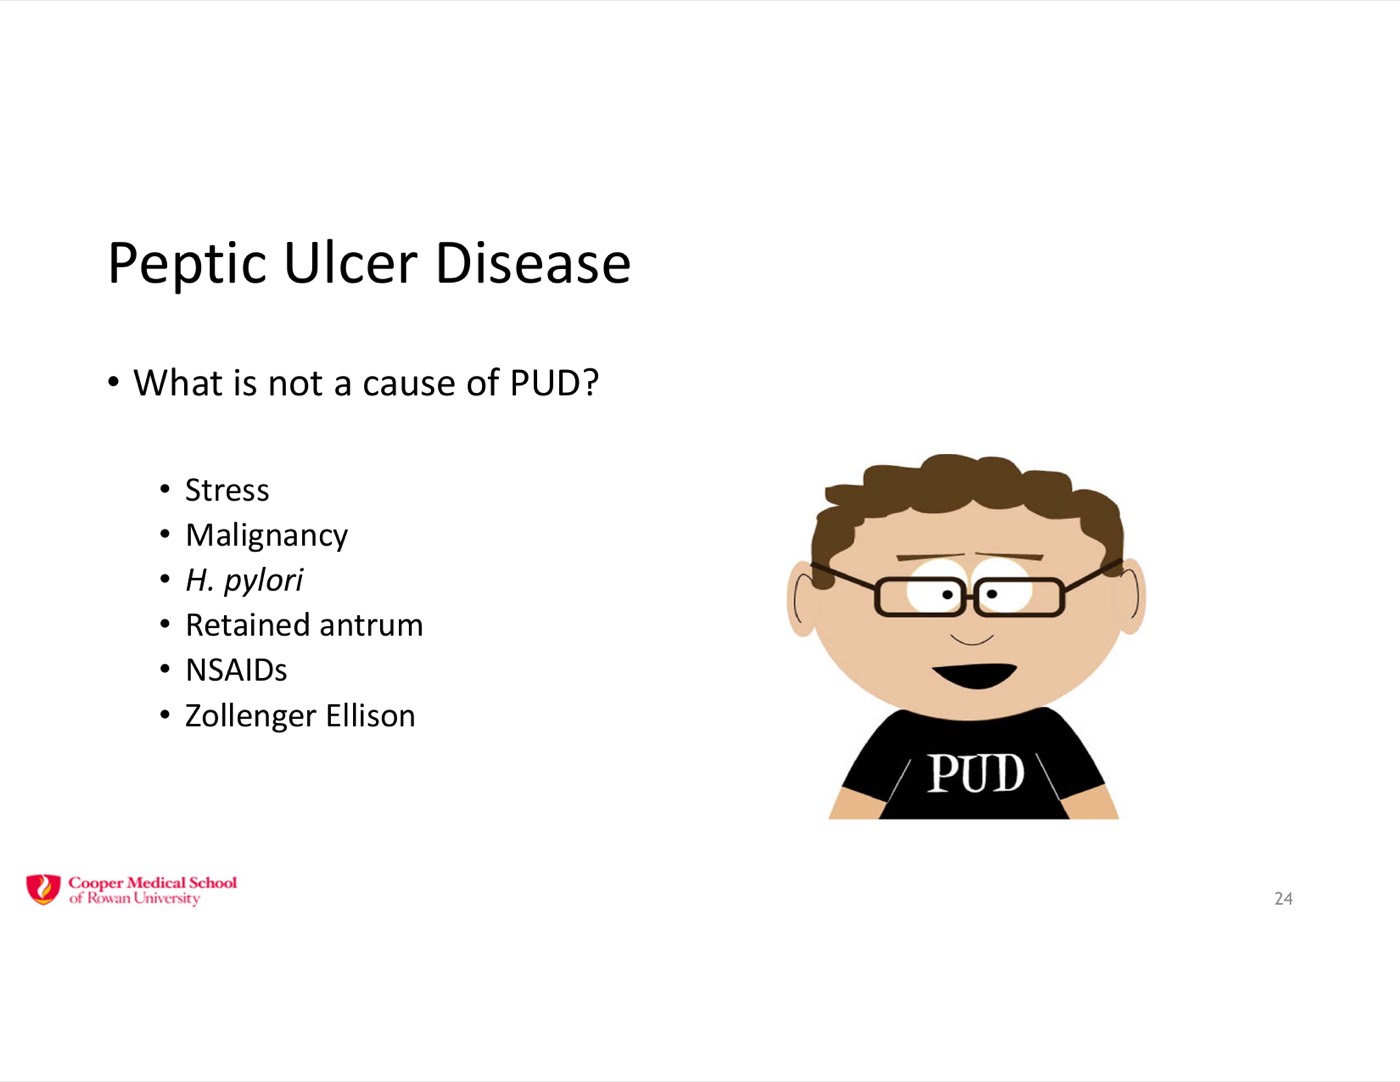 Peptic Ulcer Disease
• What is not a cause of PUD?
• Stress
• Malignancy
• H. pylori
• Retained antrum
• NSAIDs
• Zollenger Ellison
PUD
Cooper Medical School
of Rowan University
24